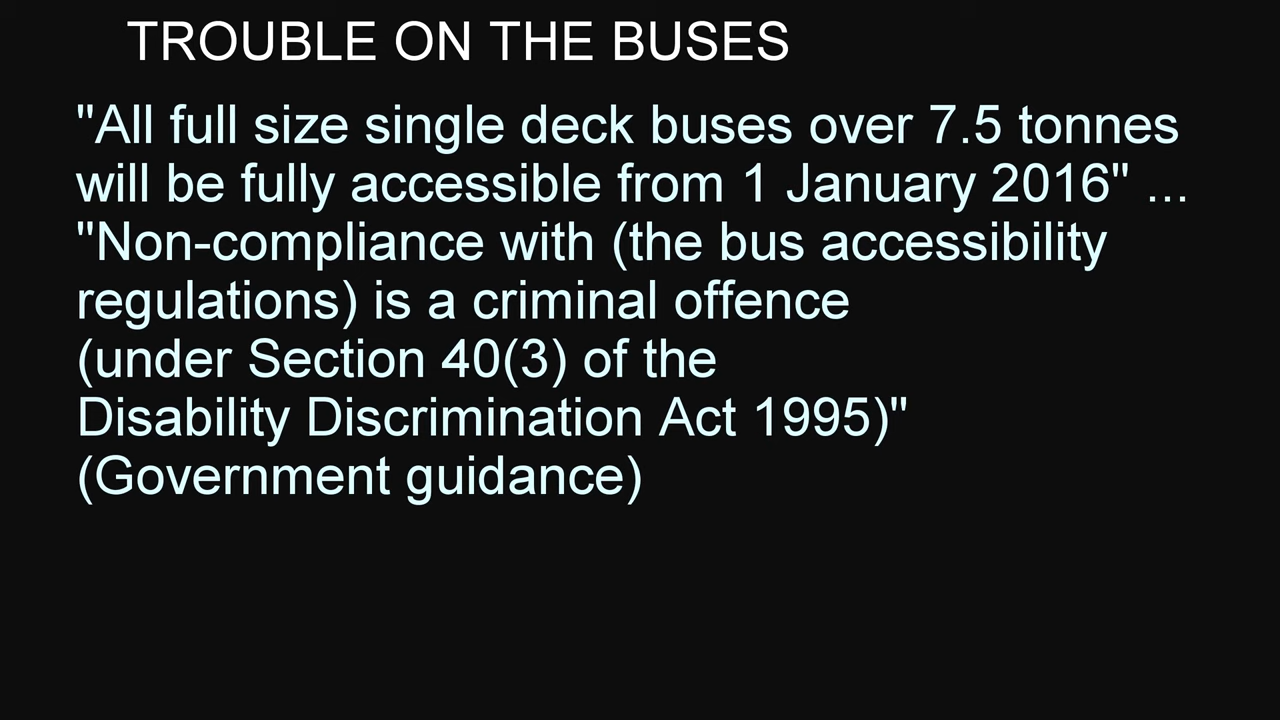 TROUBLE ON THE BUSES
"All full size single deck buses over 7.5 tonnes
will be fully accessible from 1 January 2016" ...
"Non-compliance with (the bus accessibility
regulations) is a criminal offence
(under Section 40(3) of the
Disability Discrimination Act 1995)"
(Government guidance)